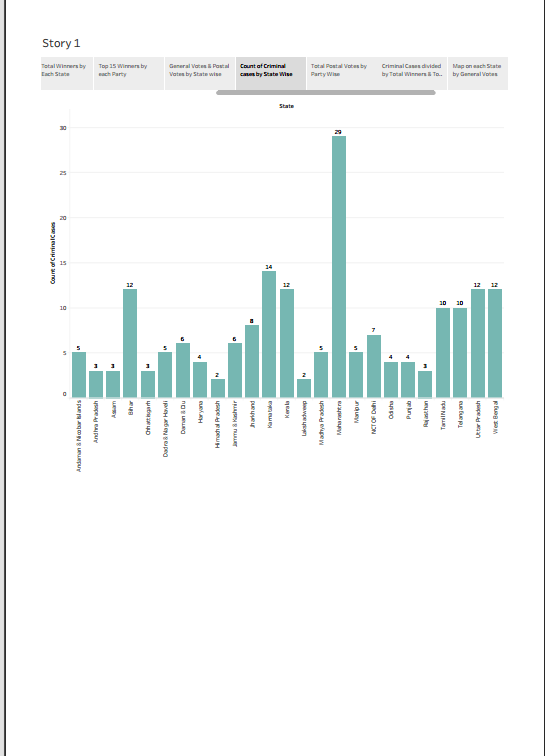 Story 1
Total Winners by
Each State
Top 15 Winners by
each Party
General Votes & Postal
Votes by State wise
Count of Criminal
cases by State Wise
Total Postal Votes by
Party Wise
Criminal Cases divided
by Total Winners & To..
Map on each State
by General Votes
State
Count of Criminal Cases
30
25
20
15
10
5
0
5
3
3
12
3
5
6
4
2
6
8
14
12
2
5
29
5
7
4
4
3
10
10
12
12
Andaman & Nicobar Islands
Andhra Pradesh
Assam
Bihar
Chhattisgarh
Dadra & Nagar Haveli
Daman & Diu
Haryana
Himachal Pradesh
Jammu & Kashmir
Jharkhand
Karnataka
Kerala
Lakshadweep
Madhya Pradesh
Maharashtra
Manipur
NCT OF Delhi
Odisha
Punjab
Rajasthan
Tamil Nadu
Telangana
Uttar Pradesh
West Bengal